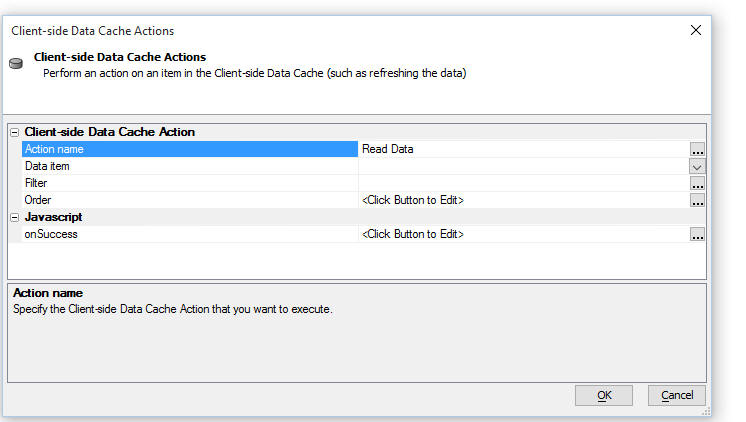 Client-side Data Cache Actions
Client-side Data Cache Actions
Perform an action on an item in the Client-side Data Cache (such as refreshing the data)
Client-side Data Cache Action
Action name Read Data ...
Data item
Filter ...
Order <Click Button to Edit> ...
Javascript
onSuccess <Click Button to Edit> ...
Action name
Specify the Client-side Data Cache Action that you want to execute.
OK Cancel